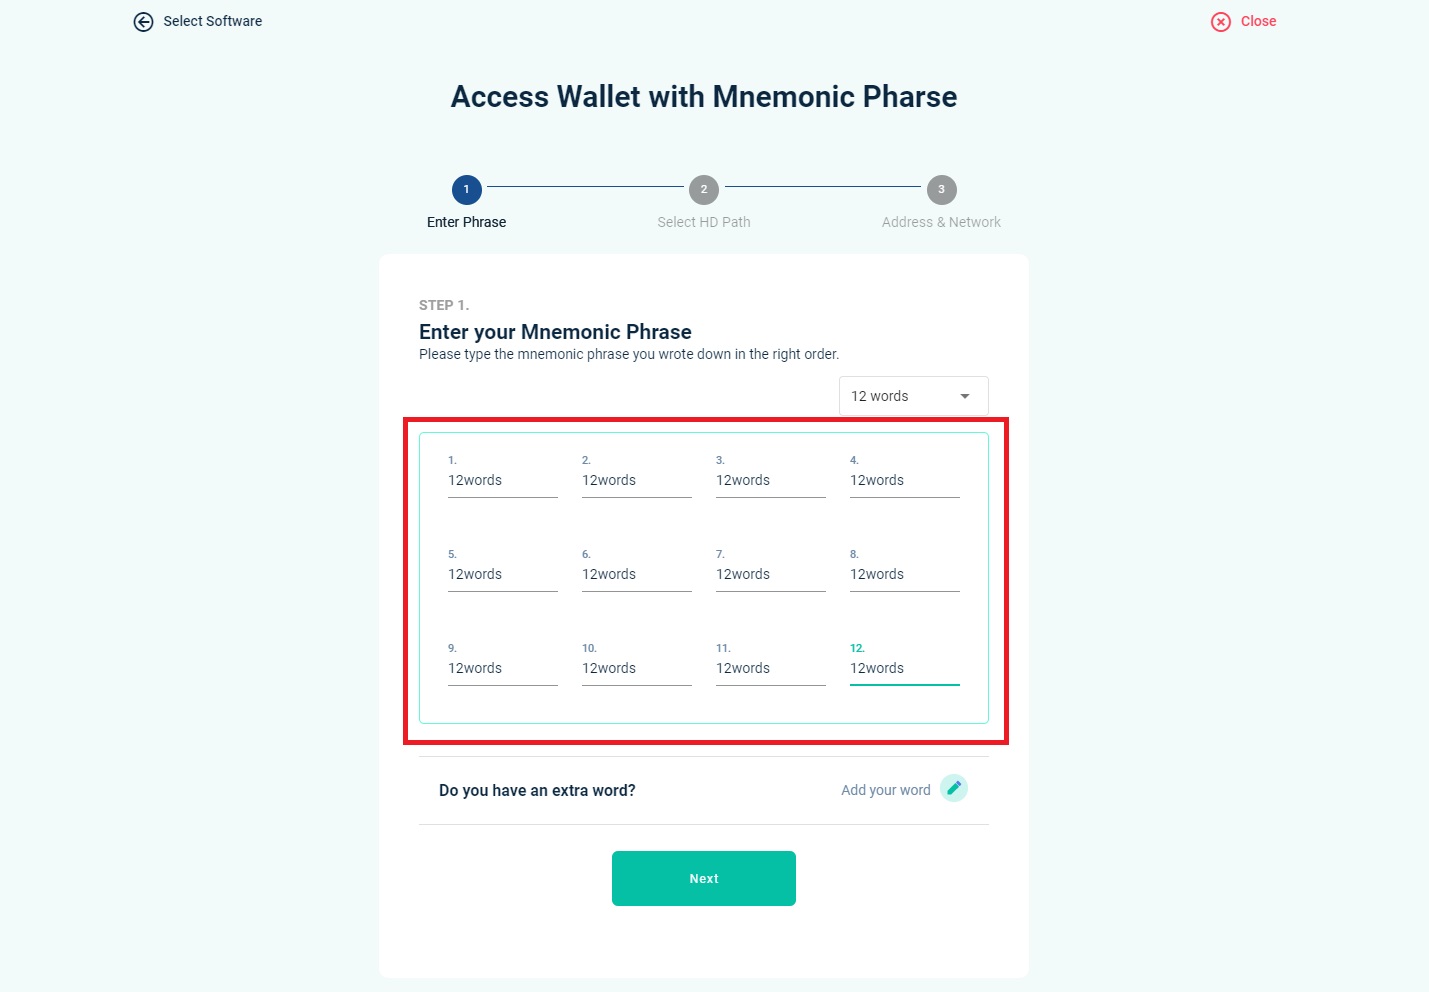 Select Software
Close
Access Wallet with Mnemonic Pharse
1
2
3
Enter Phrase
Select HD Path
Address & Network
STEP 1.
Enter your Mnemonic Phrase
Please type the mnemonic phrase you wrote down in the right order.
12 words
1.
2.
3.
4.
12words
12words
12words
12words
5.
6.
7.
8.
12words
12words
12words
12words
9.
10.
11.
12.
12words
12words
12words
12words
Do you have an extra word?
Add your word
Next